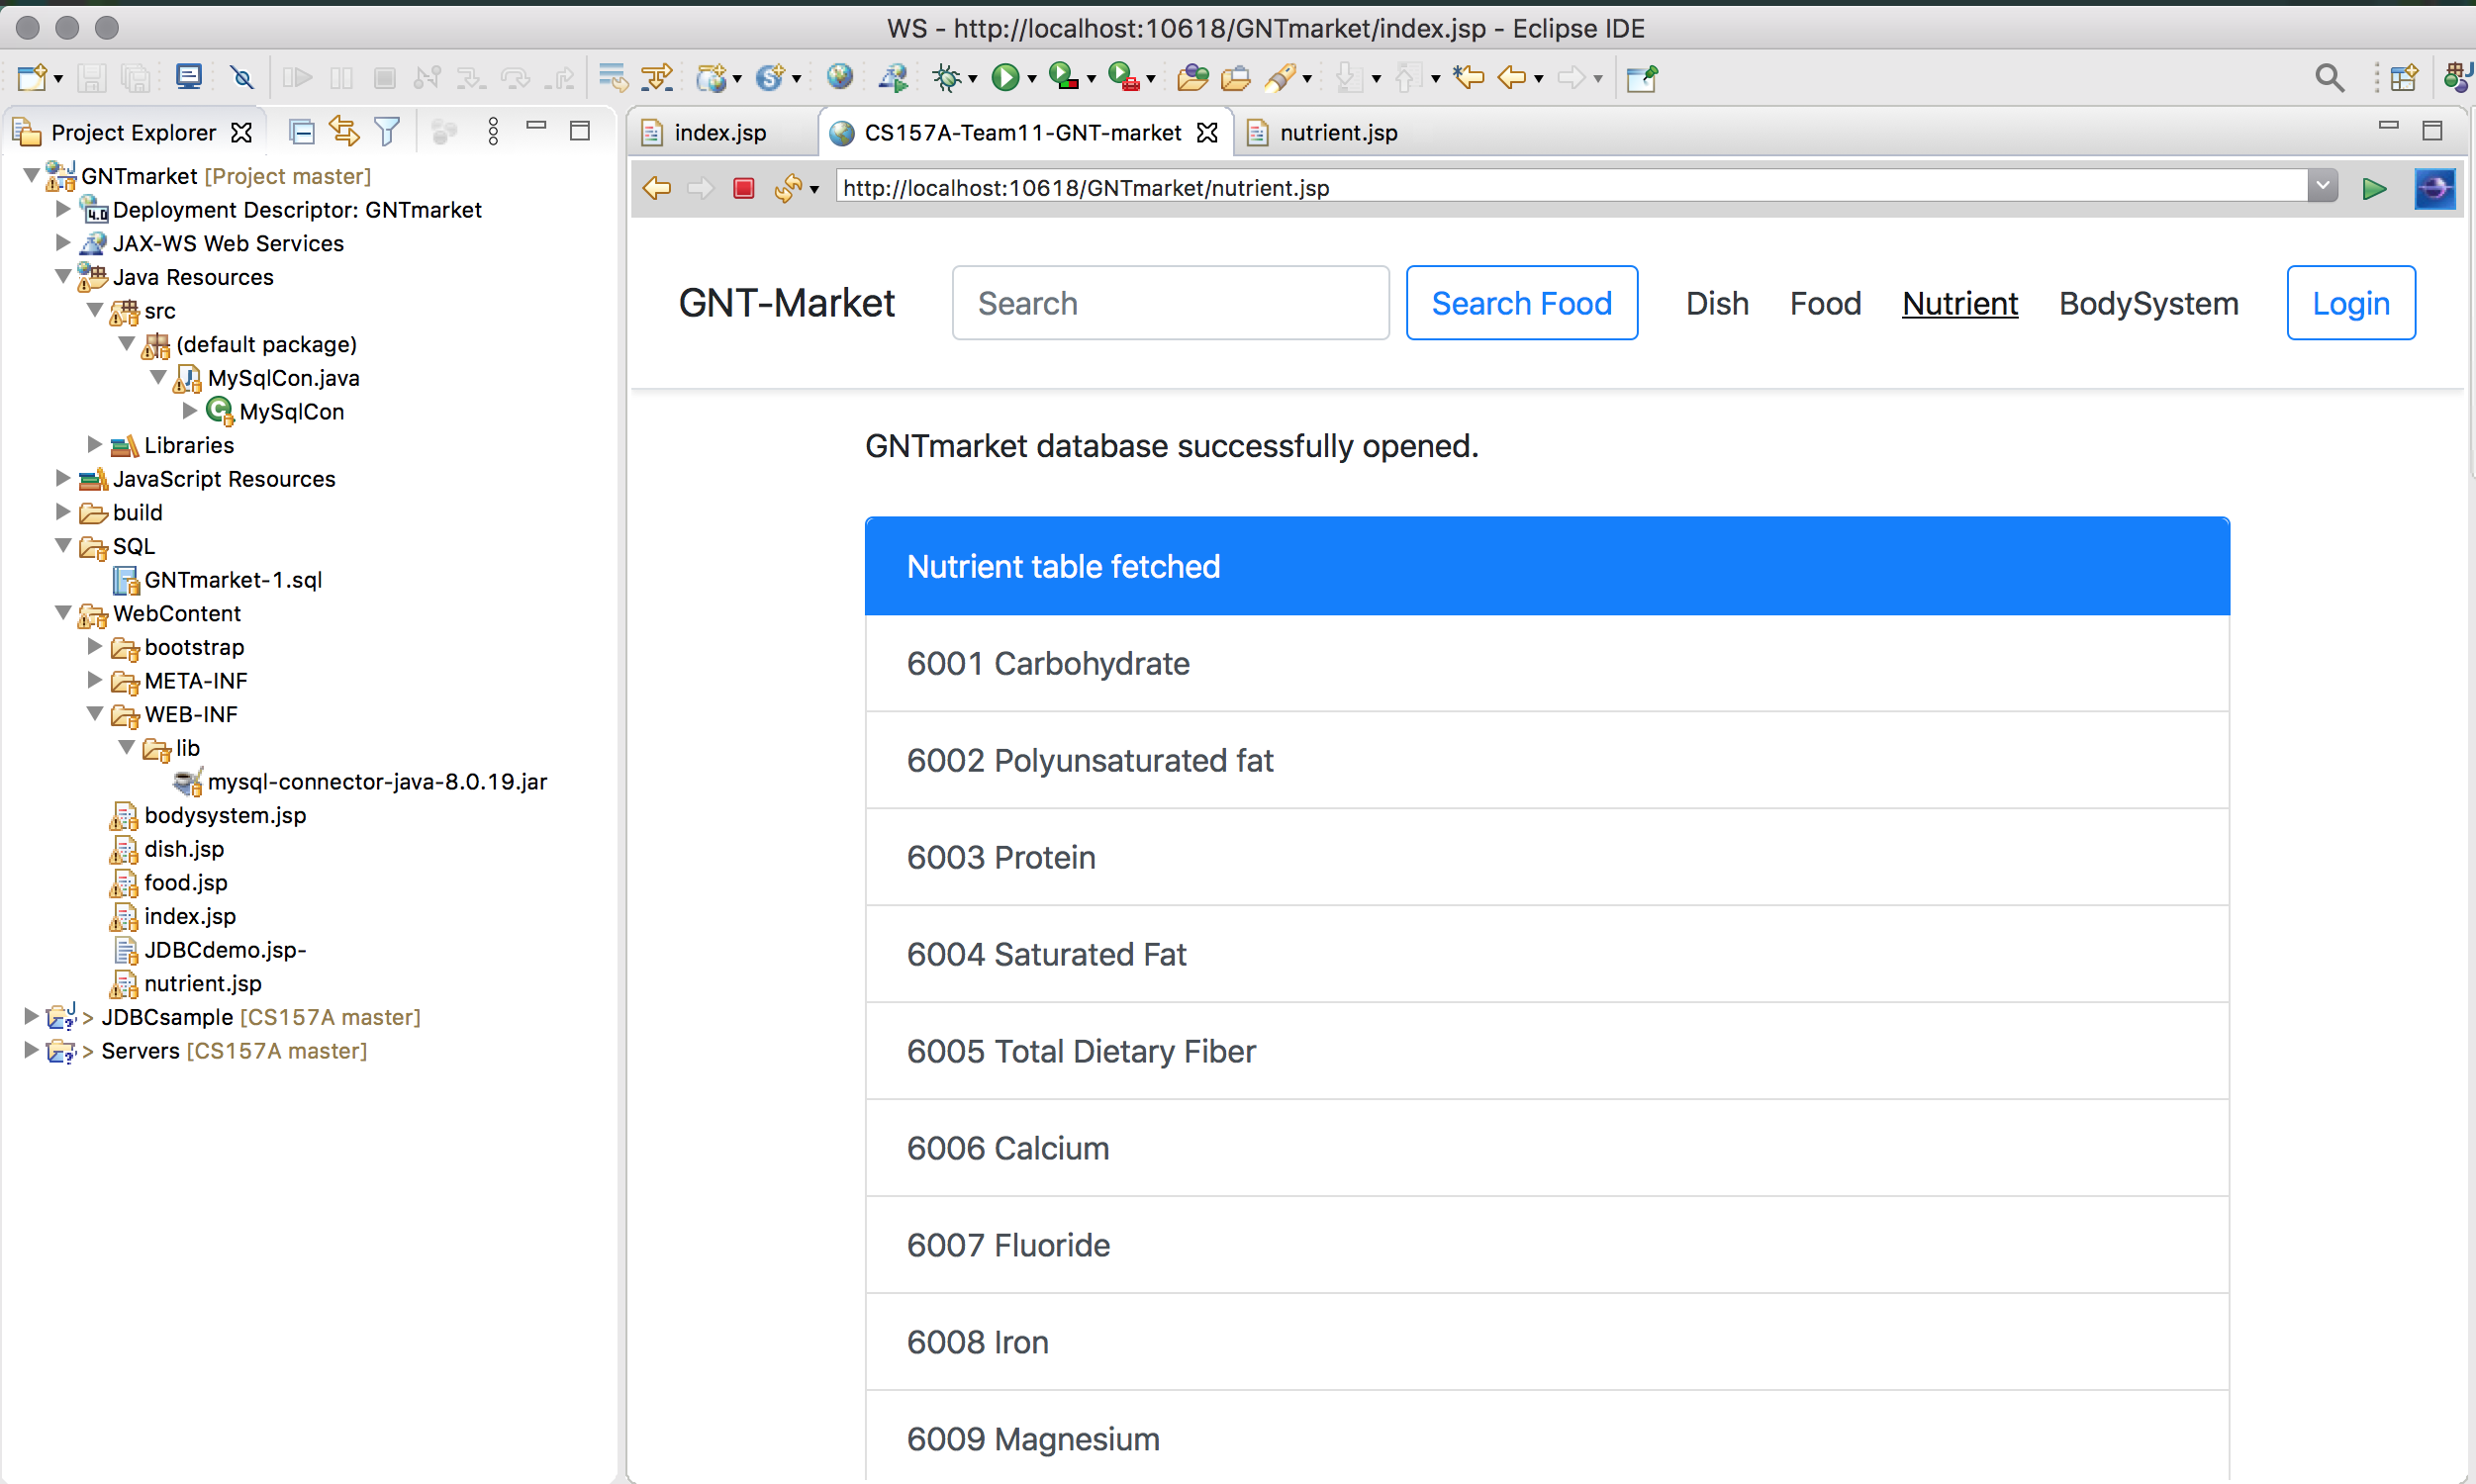 WS - http://localhost:10618/GNTmarket/index.jsp - Eclipse IDE
Project Explorer
GNTmarket [Project master]
4.0 Deployment Descriptor: GNTmarket
JAX-WS Web Services
Java Resources
src
(default package)
MySqlCon.java
MySqlCon
Libraries
JavaScript Resources
build
SQL
GNTmarket-1.sql
WebContent
bootstrap
META-INF
WEB-INF
lib
mysql-connector-java-8.0.19.jar
bodysystem.jsp
dish.jsp
food.jsp
index.jsp
JDBCdemo.jsp-
nutrient.jsp
> JDBCsample [CS157A master]
> Servers [CS157A master]
index.jsp CS157A-Team11-GNT-market nutrient.jsp
http://localhost:10618/GNTmarket/nutrient.jsp
GNT-Market Search Search Food Dish Food Nutrient BodySystem Login
GNTmarket database successfully opened.
Nutrient table fetched
6001 Carbohydrate
6002 Polyunsaturated fat
6003 Protein
6004 Saturated Fat
6005 Total Dietary Fiber
6006 Calcium
6007 Fluoride
6008 Iron
6009 Magnesium